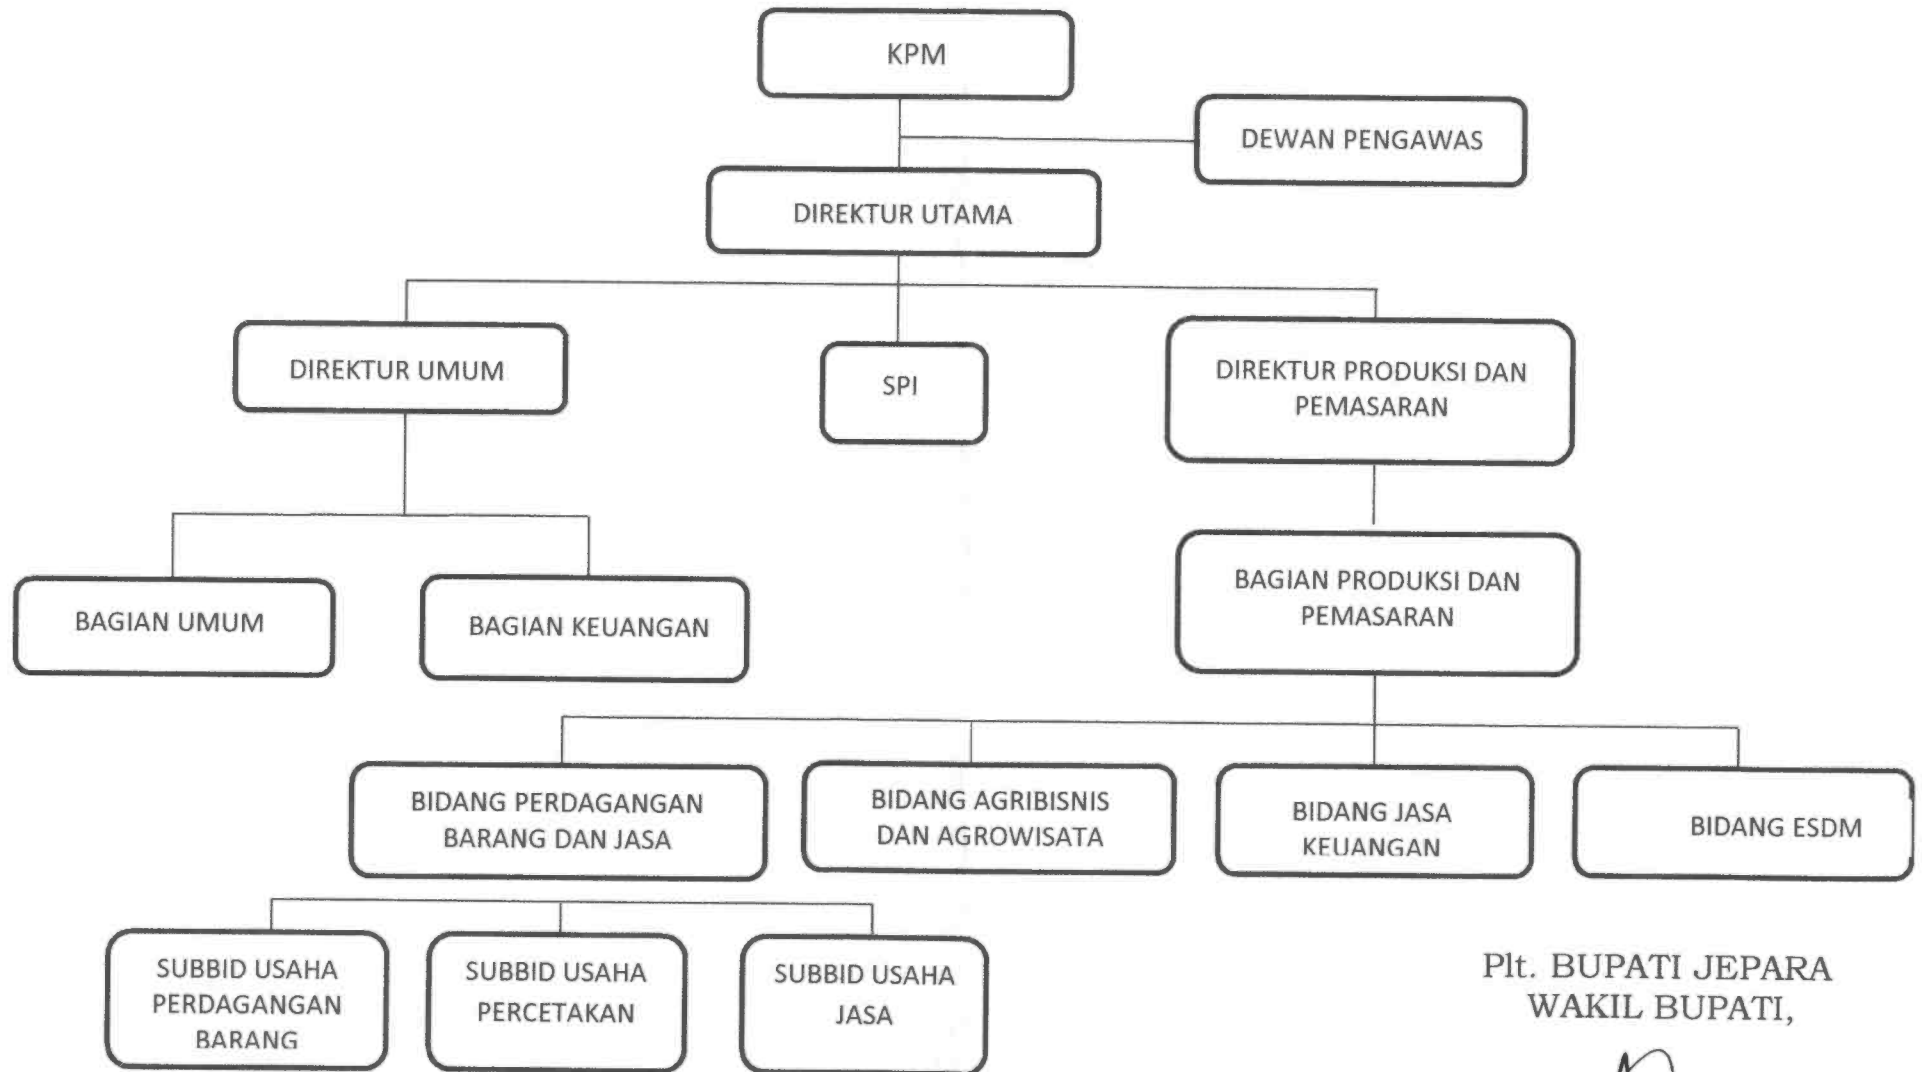 KPM
DEWAN PENGAWAS
DIREKTUR UTAMA
DIREKTUR UMUM
SPI
DIREKTUR PRODUKSI DAN
PEMASARAN
BAGIAN UMUM
BAGIAN KEUANGAN
BAGIAN PRODUKSI DAN
PEMASARAN
BIDANG PERDAGANGAN
BARANG DAN JASA
BIDANG AGRIBISNIS
DAN AGROWISATA
BIDANG JASA
KEUANGAN
BIDANG ESDM
SUBBID USAHA
PERDAGANGAN
BARANG
SUBBID USAHA
PERCETAKAN
SUBBID USAHA
JASA
Plt. BUPATI JEPARA
WAKIL BUPATI,